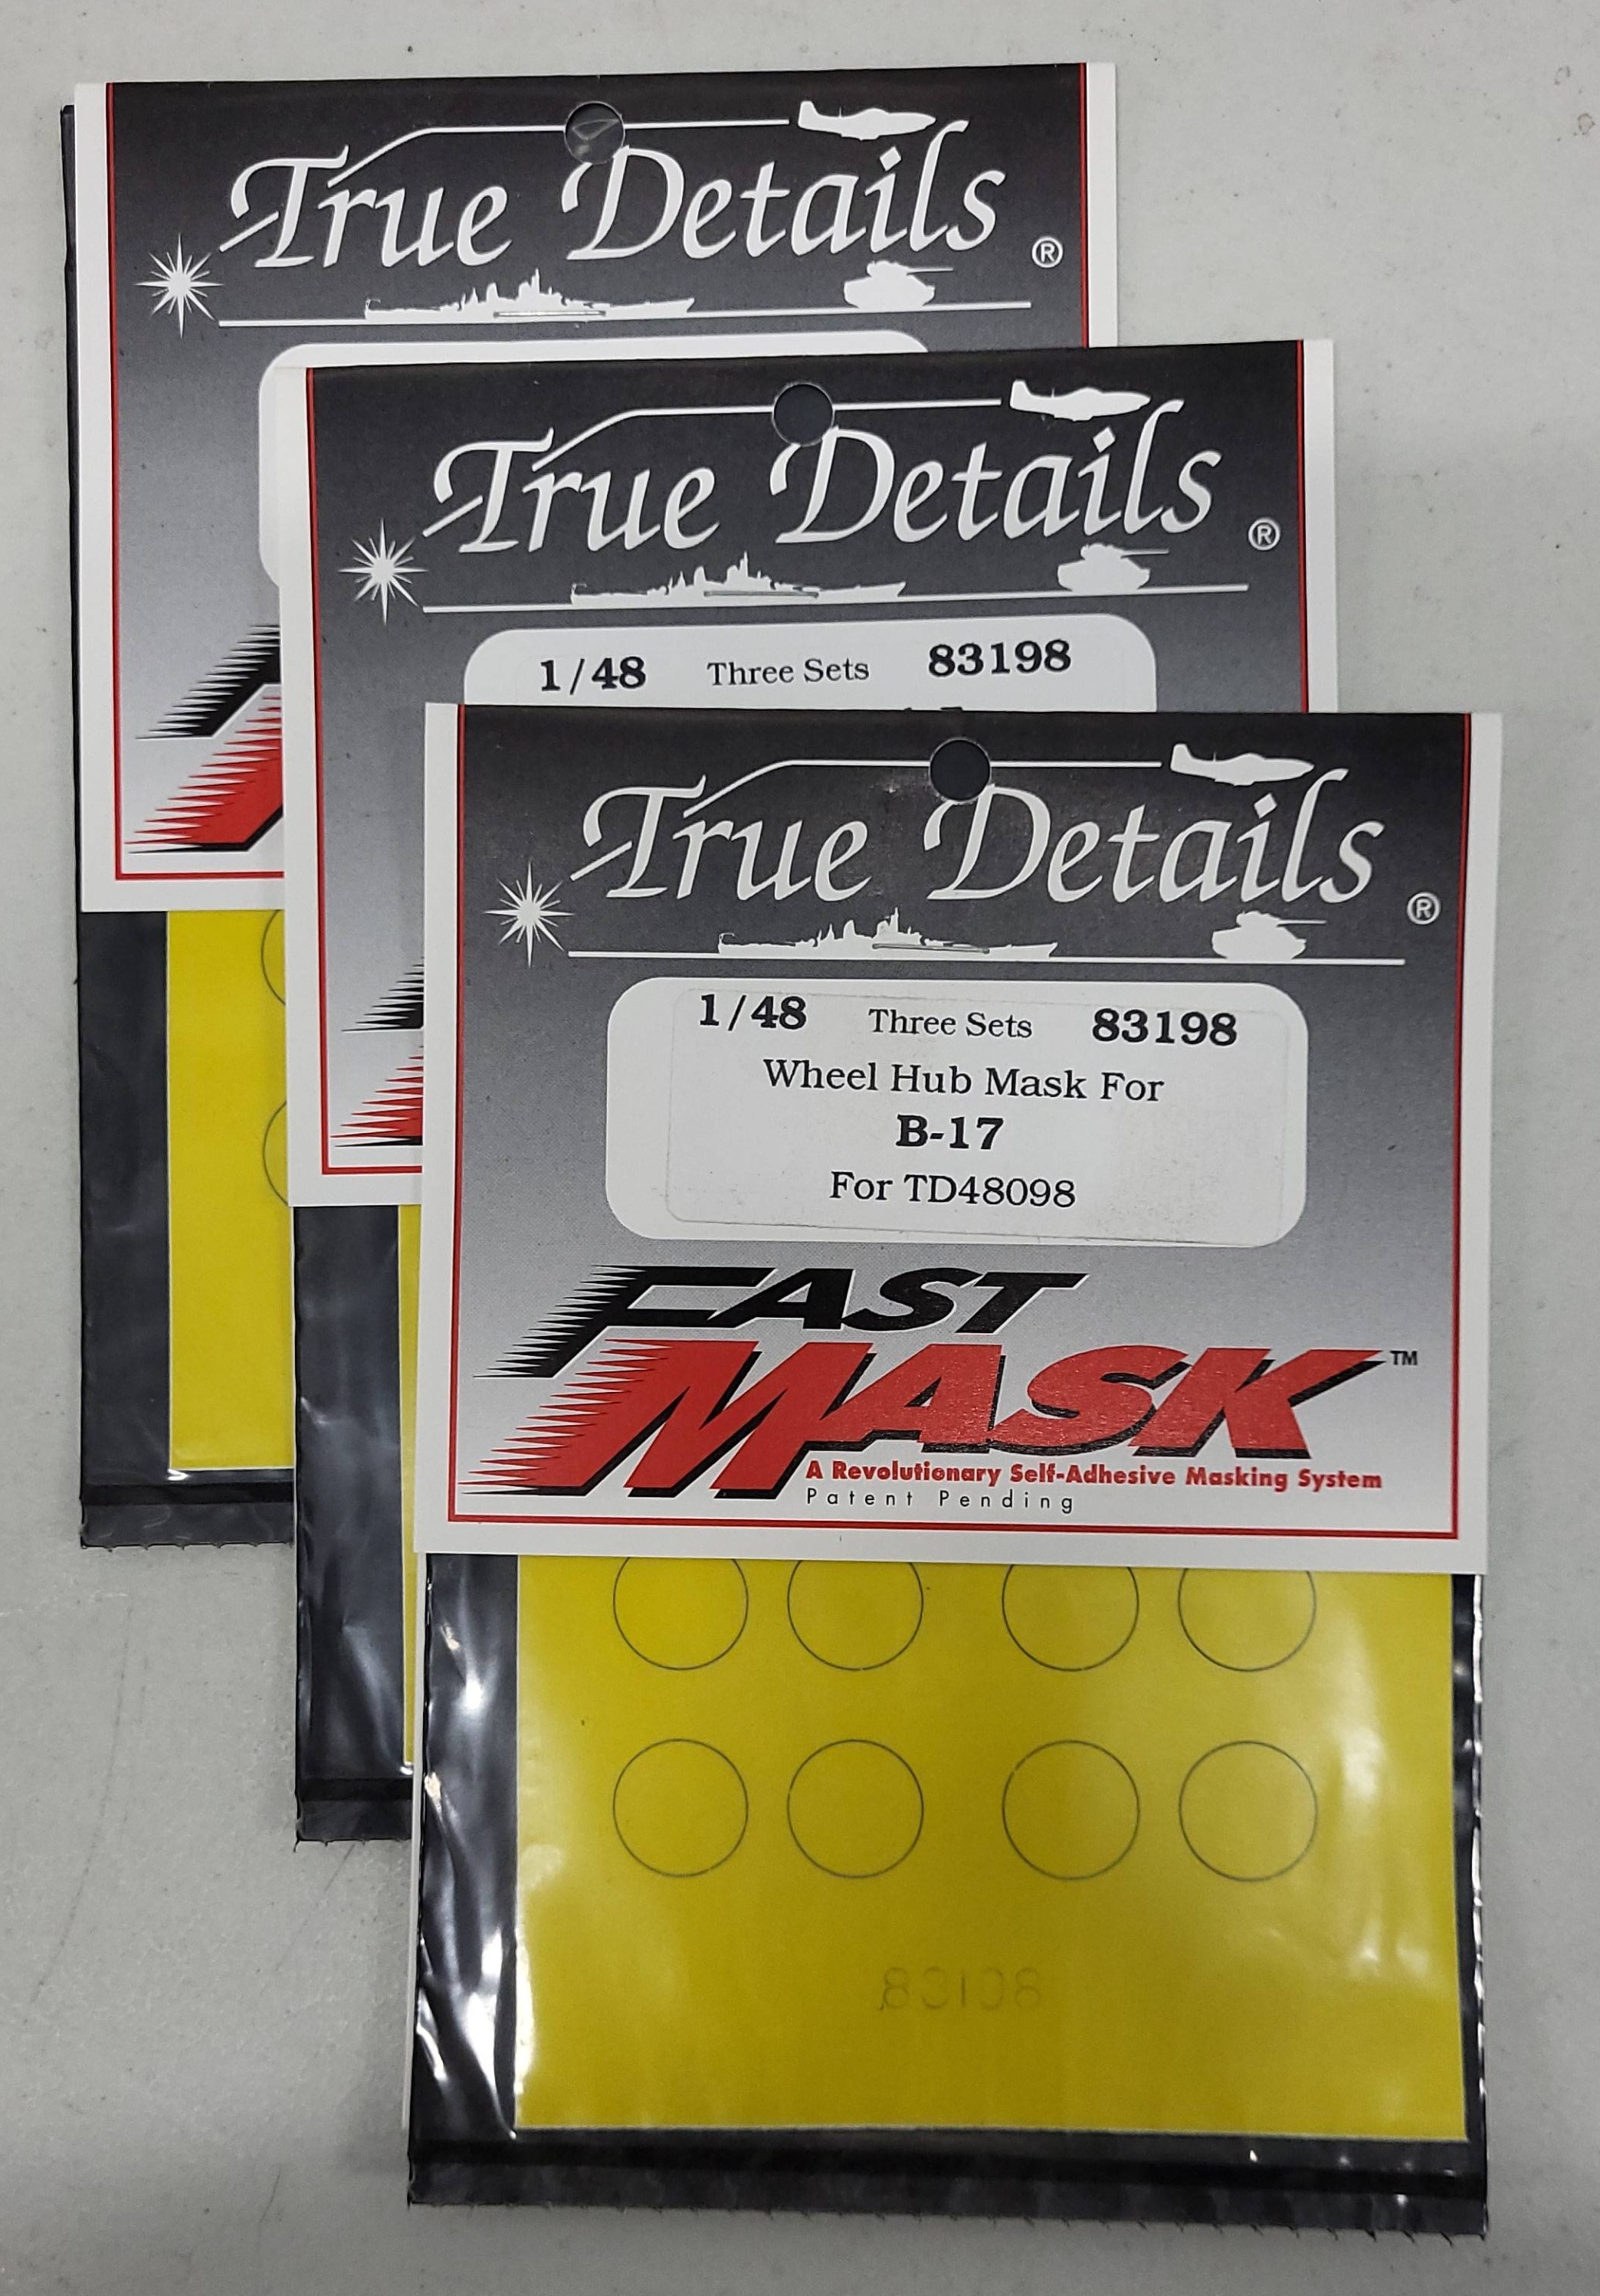 True Details ®
True Details ®
1/48 Three Sets 83198
True Details ®
1/48 Three Sets 83198
Wheel Hub Mask For
B-17
For TD48098
FAST
MASK ™
A Revolutionary Self-Adhesive Masking System
Patent Pending
83198